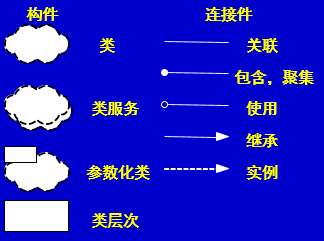 构件 连接件
类 关联
包含，聚集
类服务 使用
继承
参数化类 实例
类层次